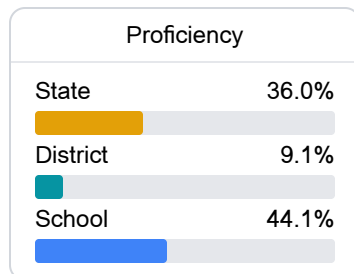 Proficiency
State 36.0%
District 9.1%
School 44.1%